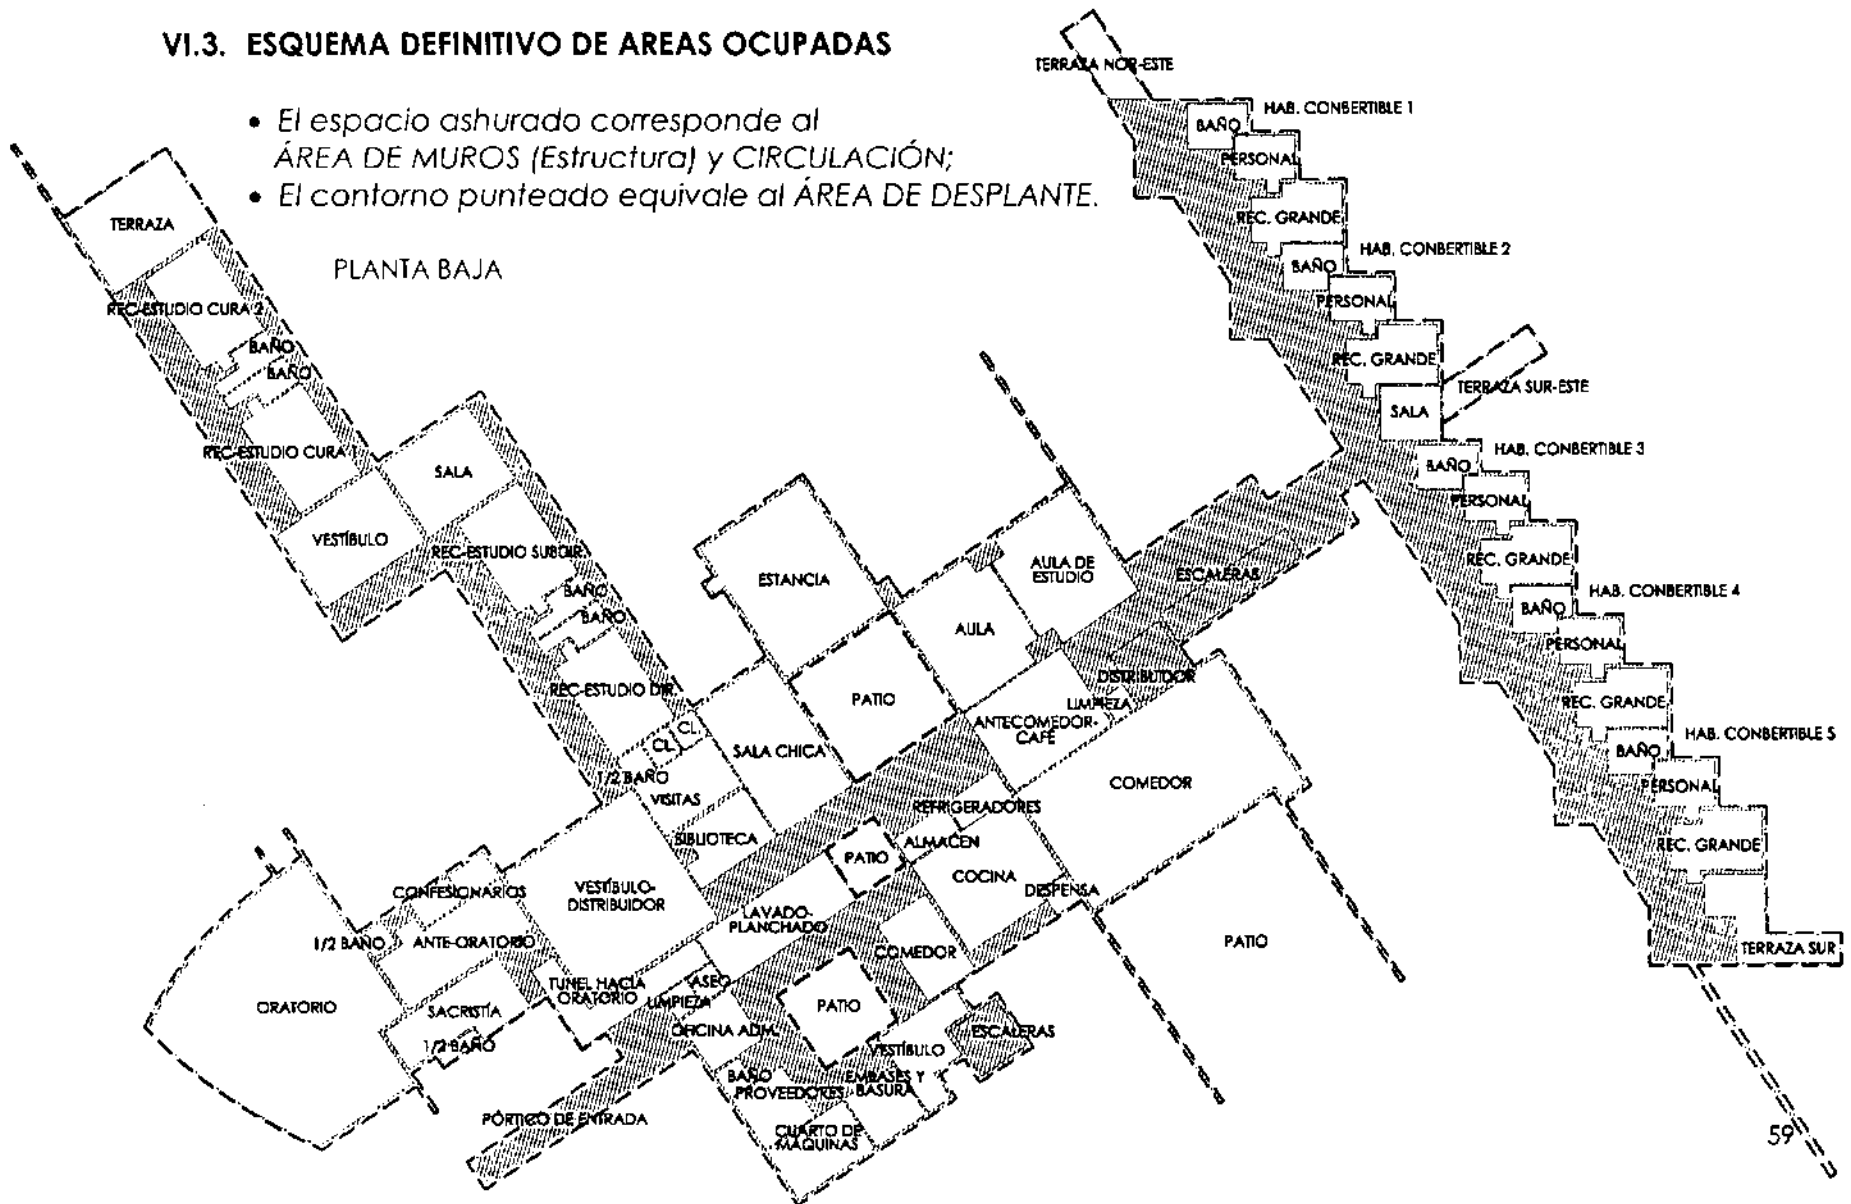 VI.3. ESQUEMA DEFINITIVO DE AREAS OCUPADAS
• El espacio ashurado corresponde al
ÁREA DE MUROS (Estructura) y CIRCULACIÓN;
• El contorno punteado equivale al ÁREA DE DESPLANTE.
PLANTA BAJA
TERRAZA
REC-ESTUDIO CURA 2
BAÑO
BAÑO
REC-ESTUDIO CURA 1
VESTÍBULO
SALA
REC-ESTUDIO SUBDIR.
BAÑO
BAÑO
REC-ESTUDIO DIR.
CL.
CL.
1/2 BAÑO
VISITAS
BIBLIOTECA
SALA CHICA
ESTANCIA
PATIO
AULA
AULA DE
ESTUDIO
ESCALERAS
DISTRIBUIDOR
LIMPIEZA
ANTECOMEDOR-
CAFÉ
COMEDOR
REFRIGERADORES
ALMACÉN
COCINA
DESPENSA
PATIO
PATIO
LAVADO-
PLANCHADO
COMEDOR
PATIO
VESTÍBULO-
DISTRIBUIDOR
CONFESIONARIOS
1/2 BAÑO
ANTE-ORATORIO
ORATORIO
SACRISTÍA
1/2 BAÑO
TUNEL HACIA
ORATORIO
ASEO
LIMPIEZA
OFICINA ADM.
BAÑO
PROVEEDORES
CUARTO DE
MÁQUINAS
EMBASES Y
BASURA
VESTÍBULO
ESCALERAS
PÓRTICO DE ENTRADA
TERRAZA NOR-ESTE
HAB. CONBERTIBLE 1
BAÑO
PERSONAL
REC. GRANDE
HAB. CONBERTIBLE 2
BAÑO
PERSONAL
REC. GRANDE
TERRAZA SUR-ESTE
SALA
HAB. CONBERTIBLE 3
BAÑO
PERSONAL
REC. GRANDE
HAB. CONBERTIBLE 4
BAÑO
PERSONAL
REC. GRANDE
HAB. CONBERTIBLE 5
BAÑO
PERSONAL
REC. GRANDE
TERRAZA SUR
59